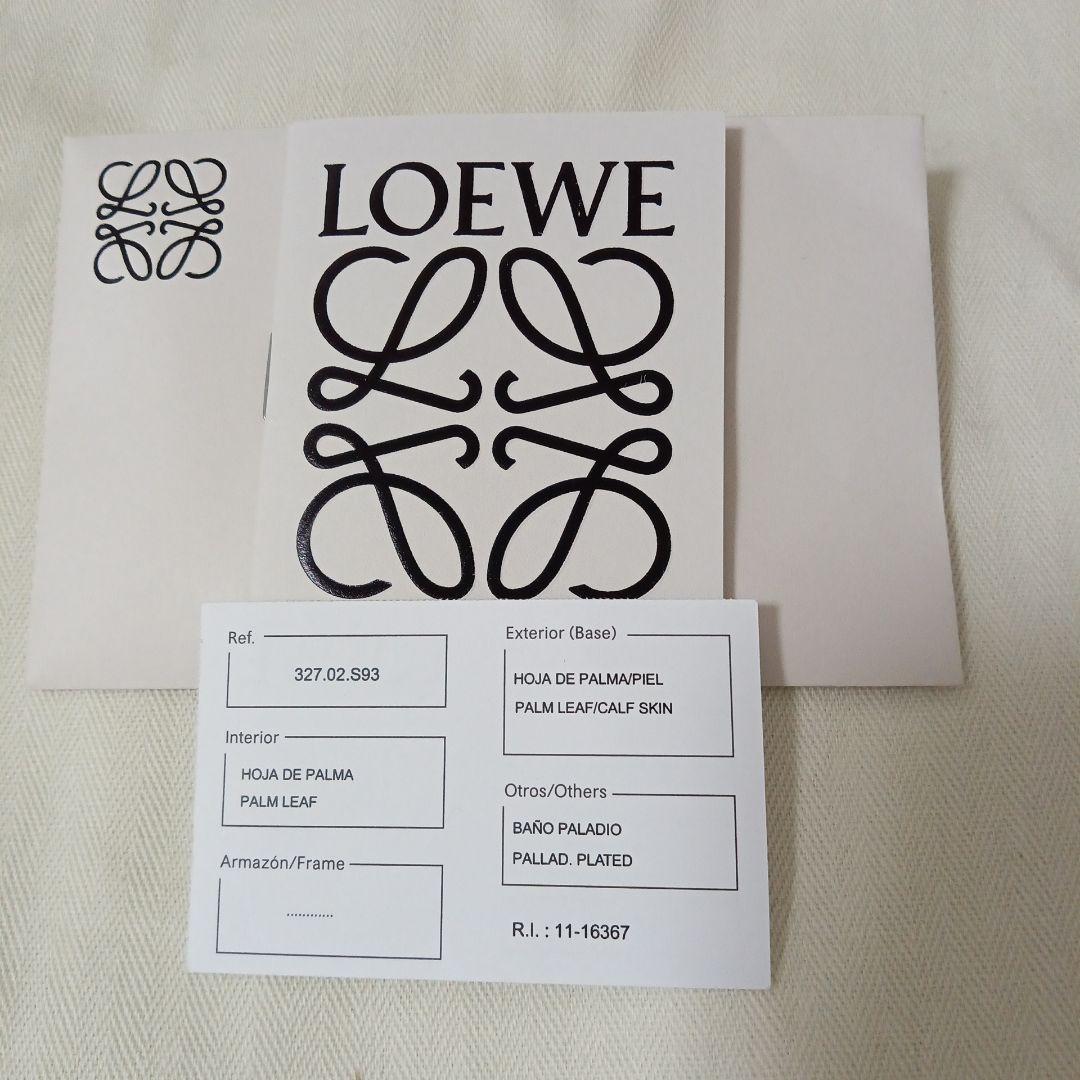 LOEWE
Ref.
327.02.S93
Interior
HOJA DE PALMA
PALM LEAF
Armazón/Frame
............
Exterior (Base)
HOJA DE PALMA/PIEL
PALM LEAF/CALF SKIN
Otros/Others
BAÑO PALADIO
PALLAD. PLATED
R.I. : 11-16367